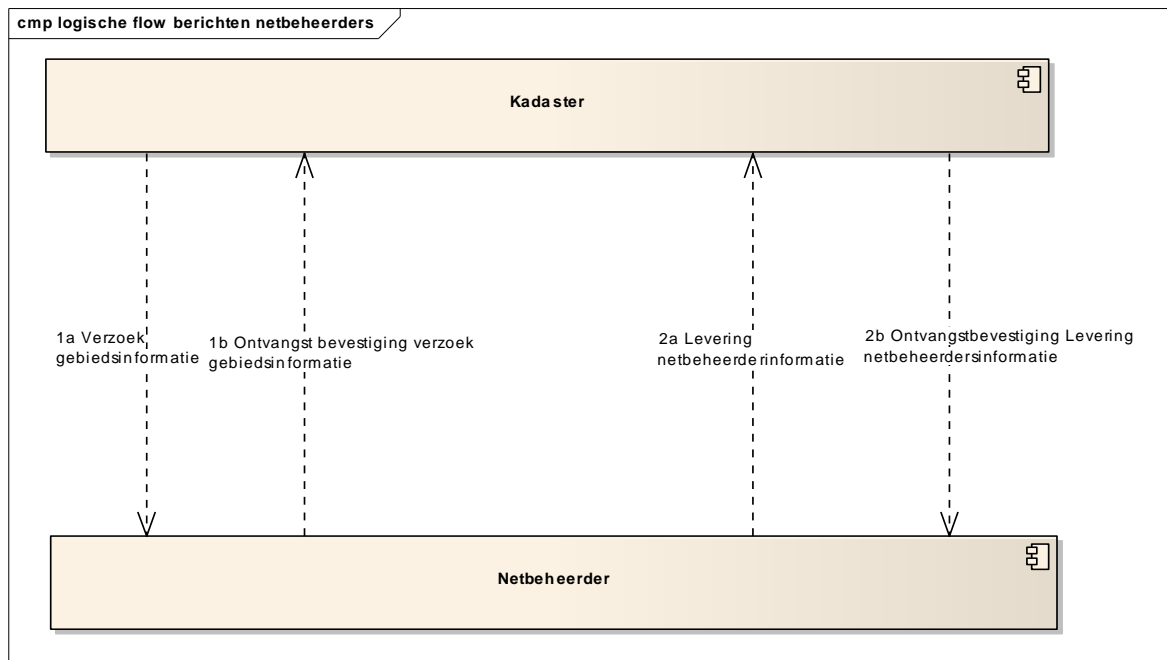 cmp logische flow berichten netbeheerders
Kadaster
1a Verzoek
gebiedsinformatie
1b Ontvangst bevestiging verzoek
gebiedsinformatie
2a Levering
netbeheerderinformatie
2b Ontvangstbevestiging Levering
netbeheerdersinformatie
Netbeheerder